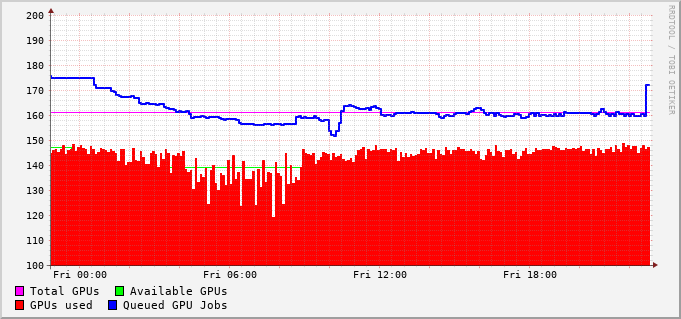 200
190
180
170
160
150
140
130
120
110
100
Fri 00:00 Fri 06:00 Fri 12:00 Fri 18:00
Total GPUs Available GPUs
GPUs used Queued GPU Jobs
RRDTOOL / TOBI OETIKER